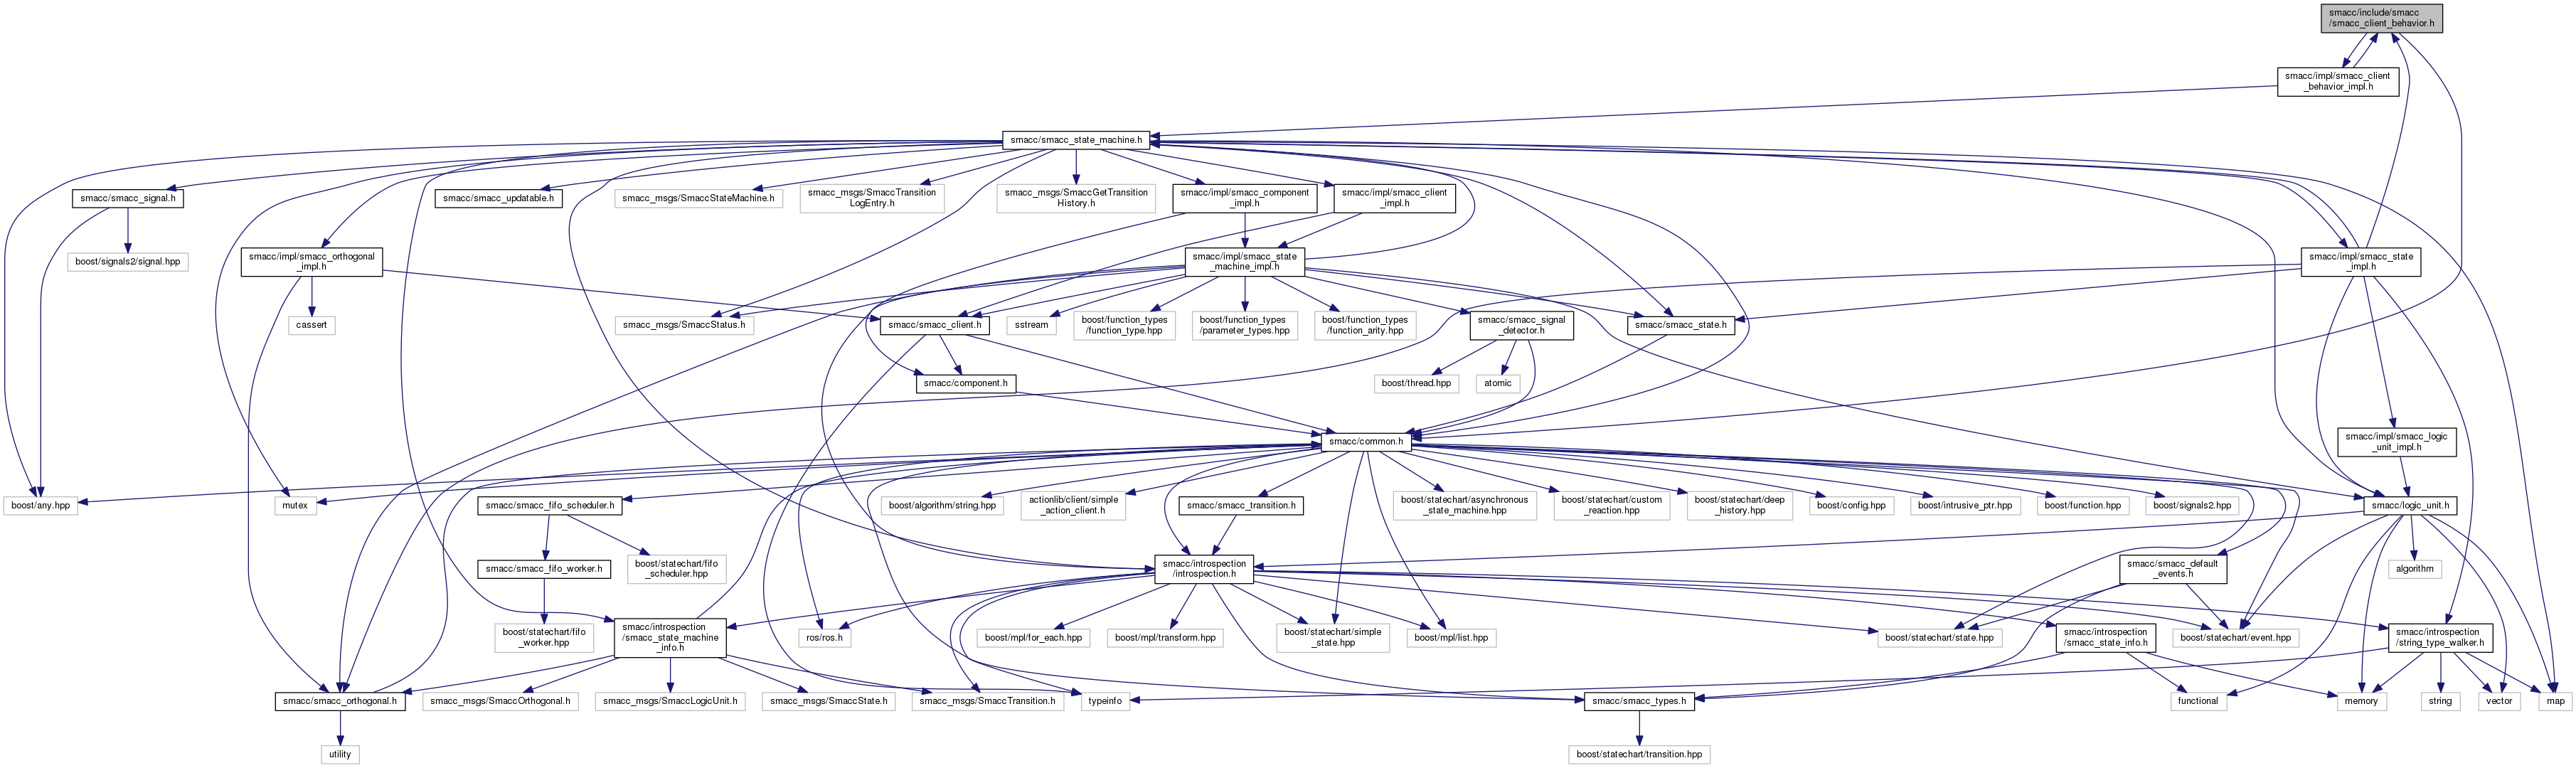 smacc/include/smacc
/smacc_client_behavior.h
smacc/impl/smacc_client
_behavior_impl.h
smacc/smacc_state_machine.h
smacc/smacc_signal.h
smacc/smacc_updatable.h
smacc_msgs/SmaccStateMachine.h
smacc_msgs/SmaccTransition
LogEntry.h
smacc_msgs/SmaccGetTransition
History.h
smacc/impl/smacc_component
_impl.h
smacc/impl/smacc_client
_impl.h
boost/signals2/signal.hpp
smacc/impl/smacc_orthogonal
_impl.h
smacc/impl/smacc_state
_machine_impl.h
smacc/impl/smacc_state
_impl.h
cassert
smacc_msgs/SmaccStatus.h
smacc/smacc_client.h
sstream
boost/function_types
/function_type.hpp
boost/function_types
/parameter_types.hpp
boost/function_types
/function_arity.hpp
smacc/smacc_signal
_detector.h
smacc/smacc_state.h
smacc/component.h
boost/thread.hpp
atomic
smacc/common.h
smacc/impl/smacc_logic
_unit_impl.h
boost/any.hpp
mutex
smacc/smacc_fifo_scheduler.h
boost/algorithm/string.hpp
actionlib/client/simple
_action_client.h
smacc/smacc_transition.h
boost/statechart/asynchronous
_state_machine.hpp
boost/statechart/custom
_reaction.hpp
boost/statechart/deep
_history.hpp
boost/config.hpp
boost/intrusive_ptr.hpp
boost/function.hpp
boost/signals2.hpp
smacc/logic_unit.h
smacc/smacc_fifo_worker.h
boost/statechart/fifo
_scheduler.hpp
smacc/introspection
/introspection.h
smacc/smacc_default
_events.h
algorithm
boost/statechart/fifo
_worker.hpp
smacc/introspection
/smacc_state_machine
_info.h
ros/ros.h
boost/mpl/for_each.hpp
boost/mpl/transform.hpp
boost/statechart/simple
_state.hpp
boost/mpl/list.hpp
boost/statechart/state.hpp
smacc/introspection
/smacc_state_info.h
boost/statechart/event.hpp
smacc/introspection
/string_type_walker.h
smacc/smacc_orthogonal.h
smacc_msgs/SmaccOrthogonal.h
smacc_msgs/SmaccLogicUnit.h
smacc_msgs/SmaccState.h
smacc_msgs/SmaccTransition.h
typeinfo
smacc/smacc_types.h
functional
memory
string
vector
map
utility
boost/statechart/transition.hpp